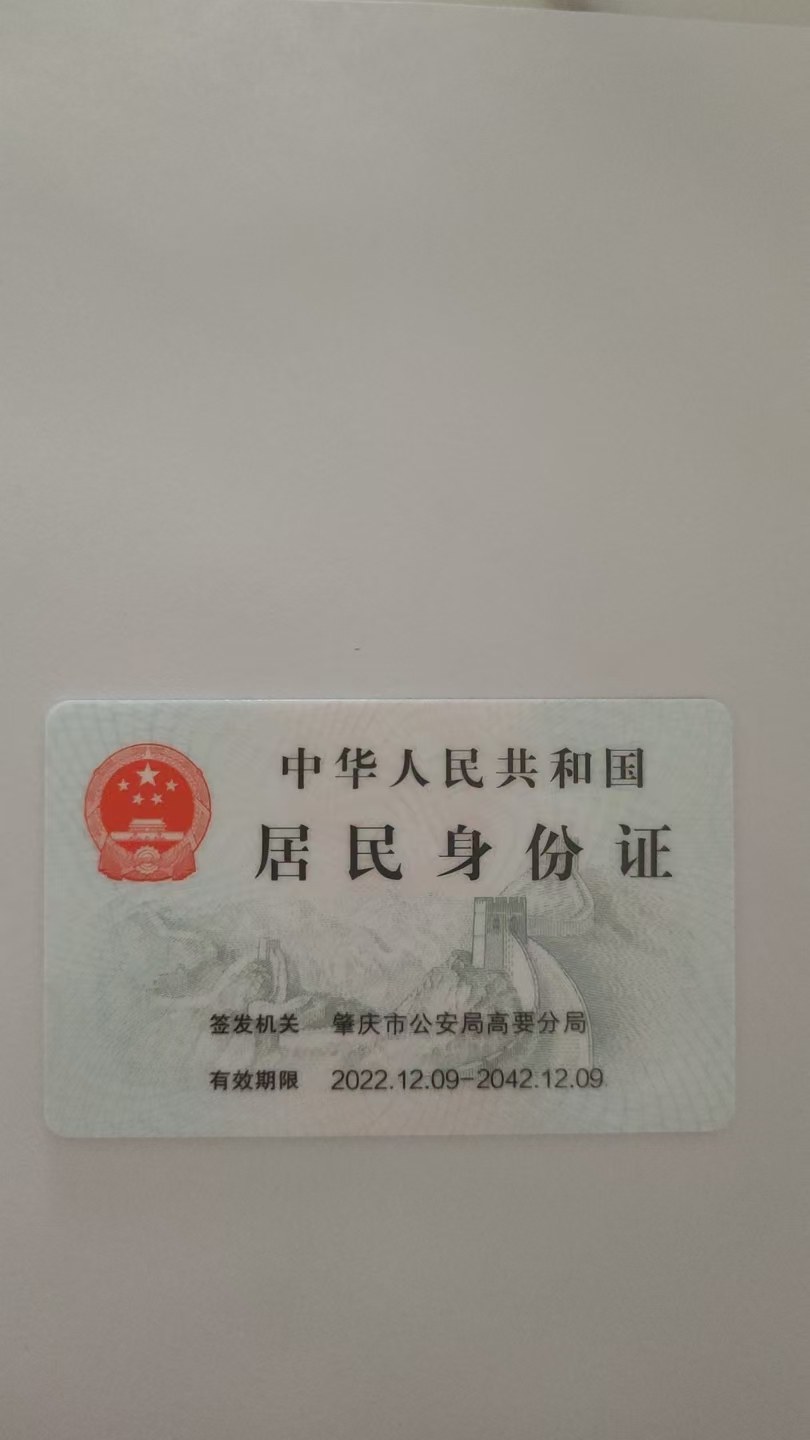 中华人民共和国
居民身份证
签发机关 肇庆市公安局高要分局
有效期限 2022.12.09-2042.12.09